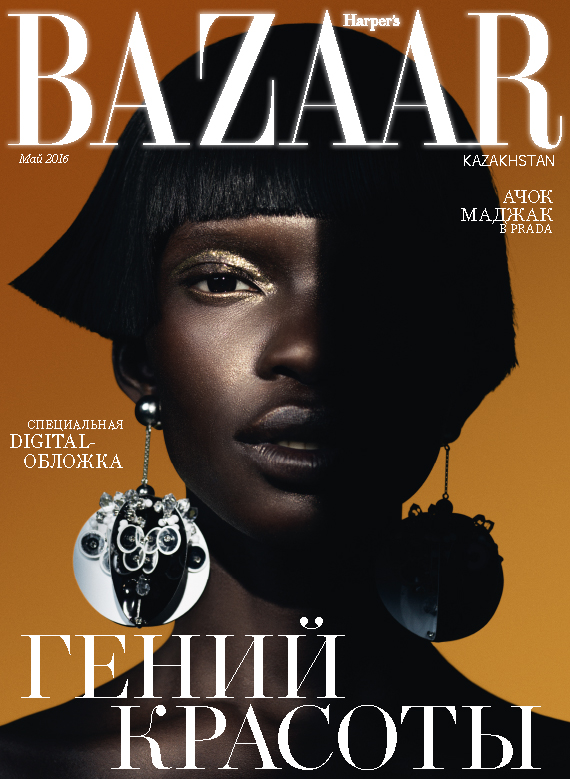 Harper's
BAZAAR
Май 2016
KAZAKHSTAN
АЧОК
МАДЖАК
В PRADA
СПЕЦИАЛЬНАЯ
DIGITAL-
ОБЛОЖКА
ГЕНИЙ
КРАСОТЫ